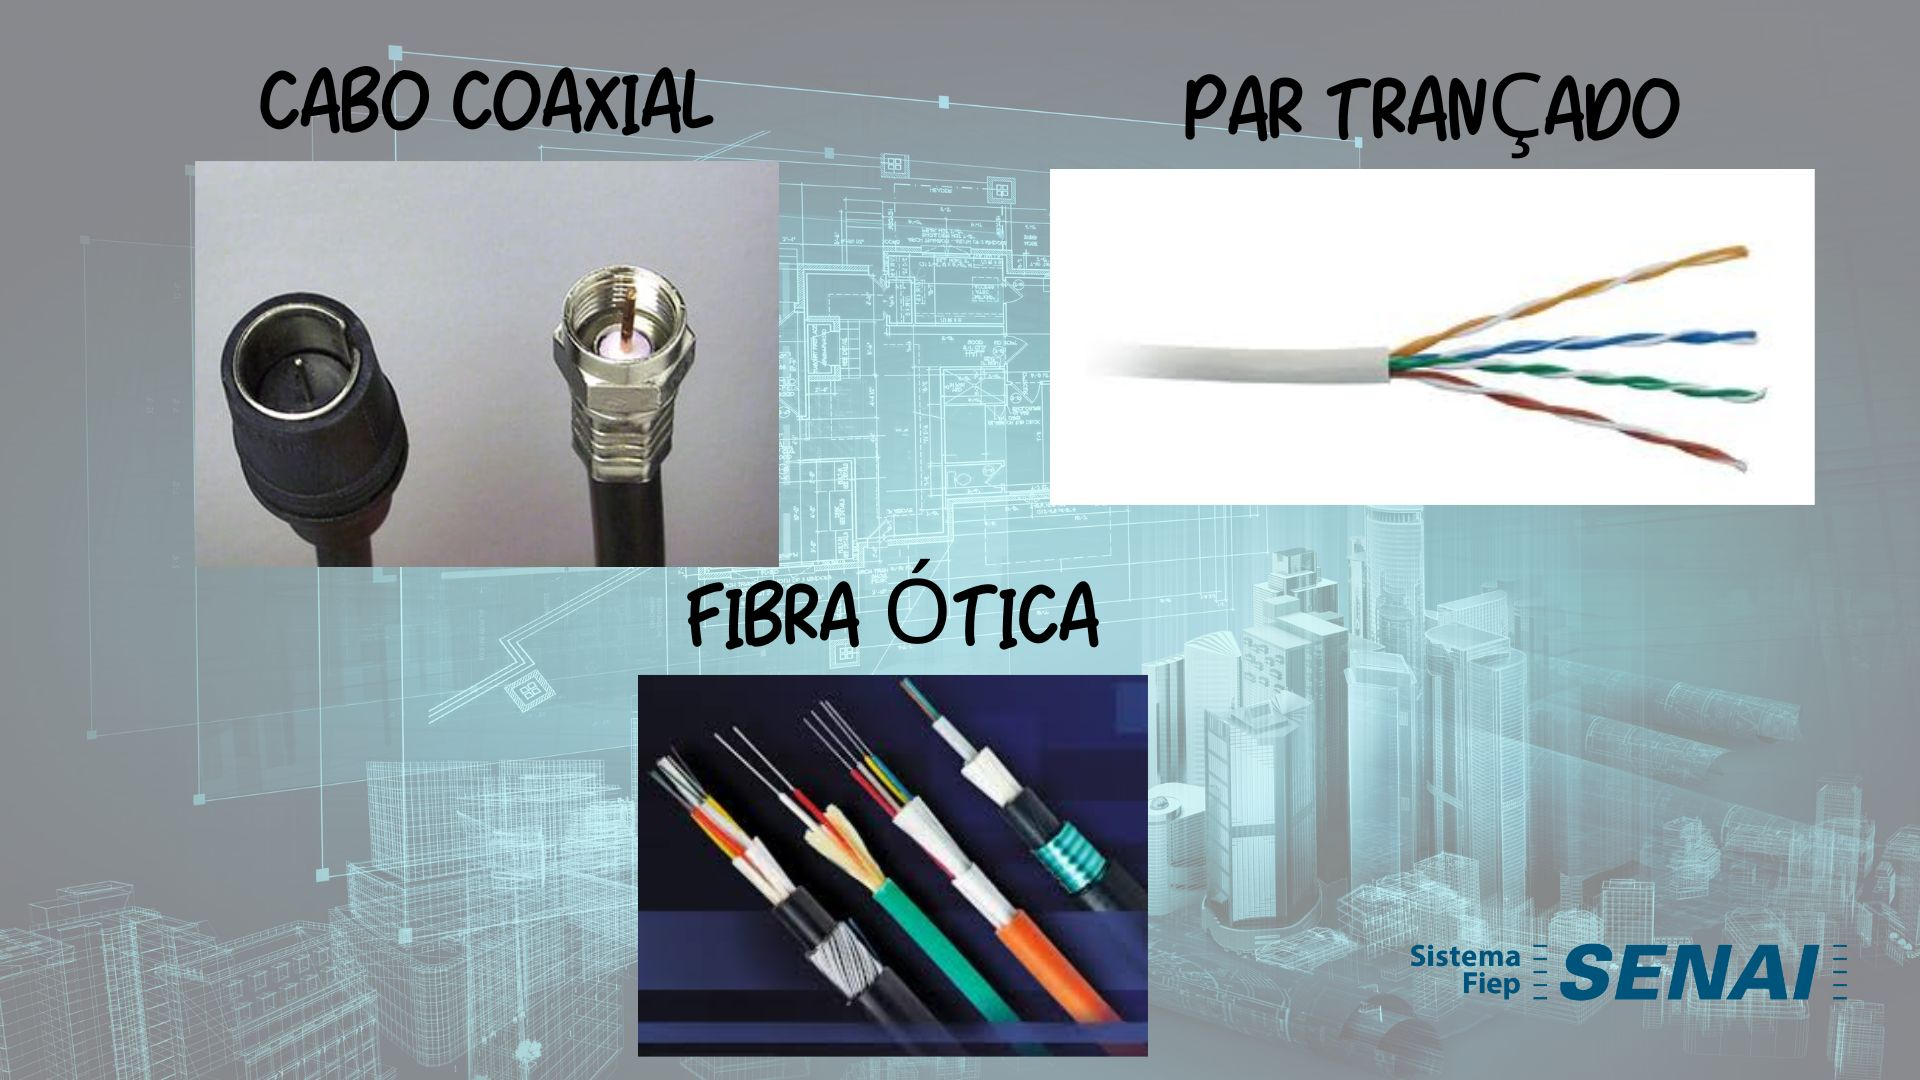 CABO COAXIAL
PAR TRANÇADO
FIBRA ÓTICA
Sistema
Fiep
SENAI